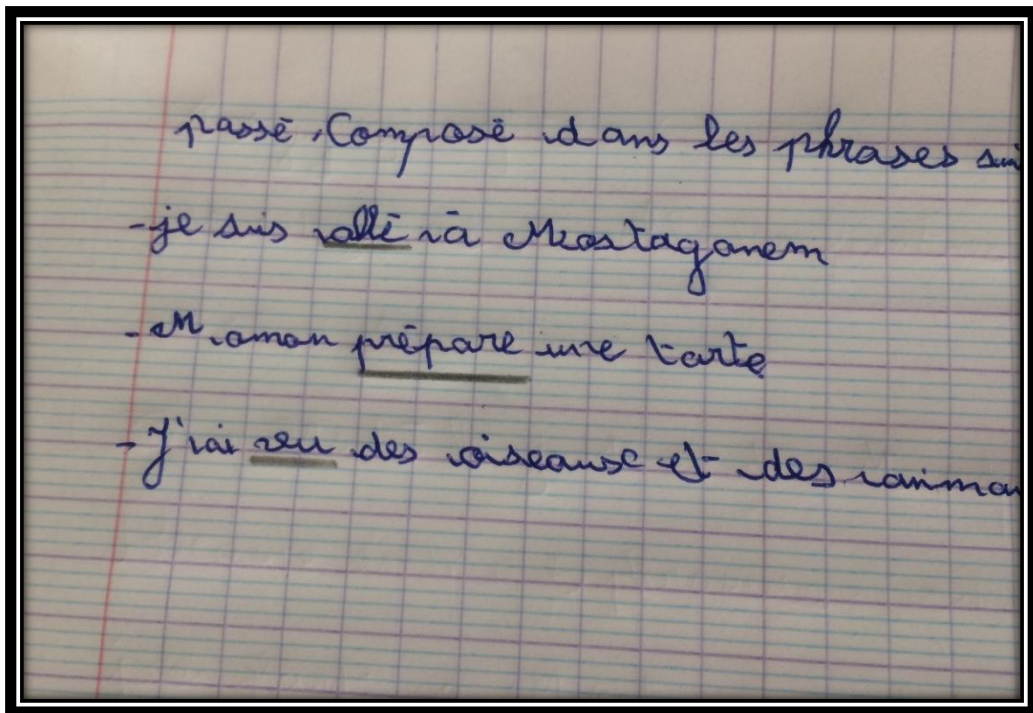 passé Composé dans les phrases
- je suis allé à Mostaganem
- Maman prépare une tarte
- J'ai vu des oiseaux et des